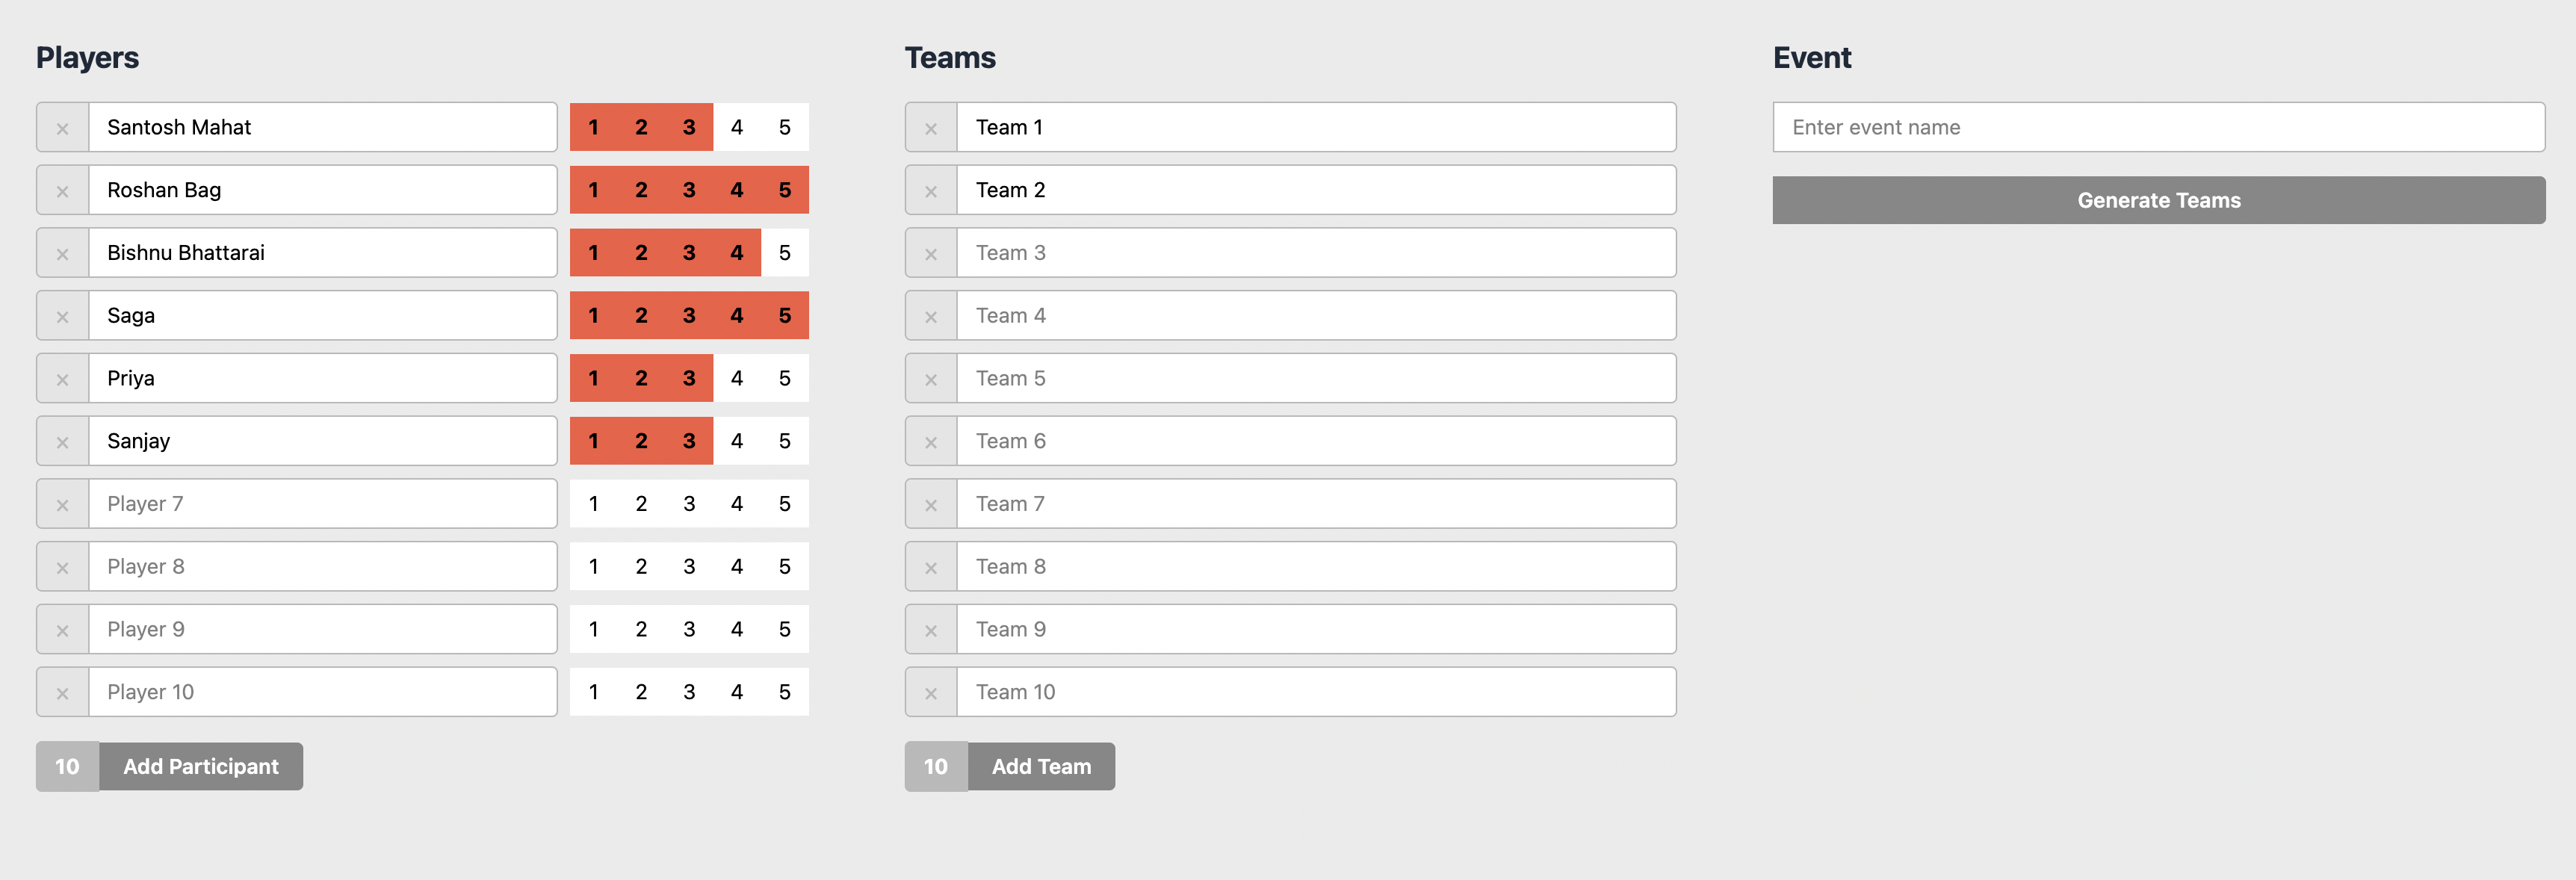 Players
× Santosh Mahat 1 2 3 4 5
× Roshan Bag 1 2 3 4 5
× Bishnu Bhattarai 1 2 3 4 5
× Saga 1 2 3 4 5
× Priya 1 2 3 4 5
× Sanjay 1 2 3 4 5
× Player 7 1 2 3 4 5
× Player 8 1 2 3 4 5
× Player 9 1 2 3 4 5
× Player 10 1 2 3 4 5
10 Add Participant
Teams
× Team 1
× Team 2
× Team 3
× Team 4
× Team 5
× Team 6
× Team 7
× Team 8
× Team 9
× Team 10
10 Add Team
Event
Enter event name
Generate Teams